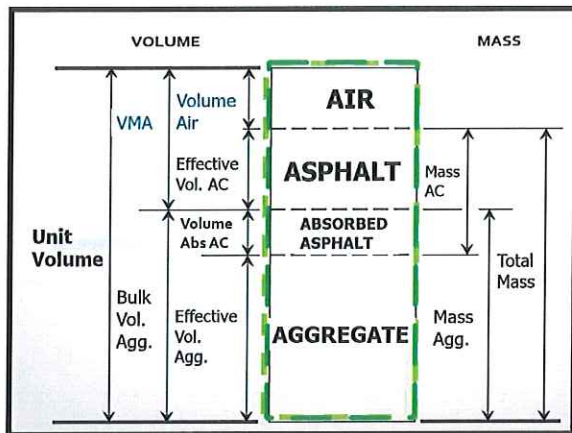 VOLUME
MASS
VMA
Volume
Air
AIR
Effective
Vol. AC
ASPHALT
Mass
AC
Volume
Abs AC
ABSORBED
ASPHALT
Unit
Volume
Total
Mass
Bulk
Vol.
Agg.
Effective
Vol.
Agg.
AGGREGATE
Mass
Agg.